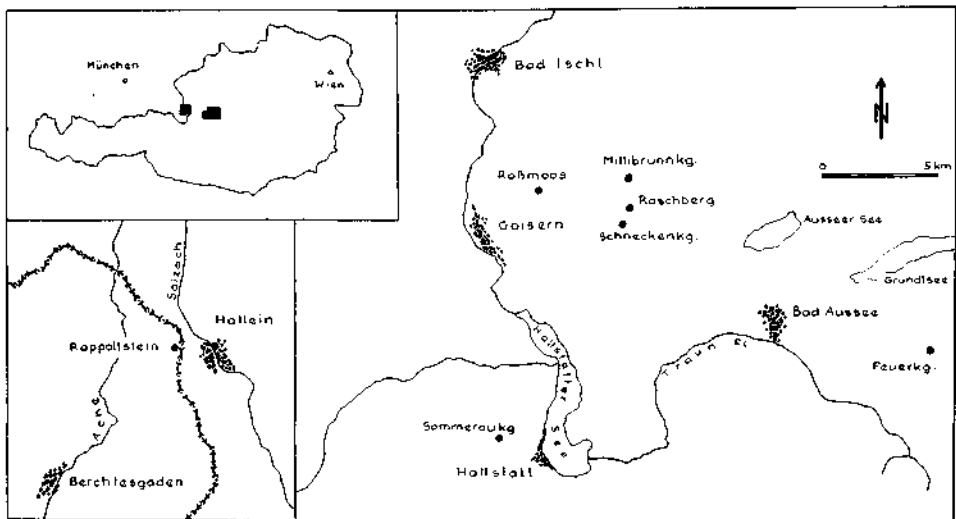 München
Wien
Bad Ischl
N
0 5 km
Millibrunnkg.
Roßmoos
Raschberg
Goisern
Schneckenkg.
Ausseer See
Grundlsee
Salzach
Hallein
Rappoltstein
Ache
Berchtesgaden
Hallstätter See
Traun Fl.
Bad Aussee
Feuerkg.
Sommeraukg
Hallstatt